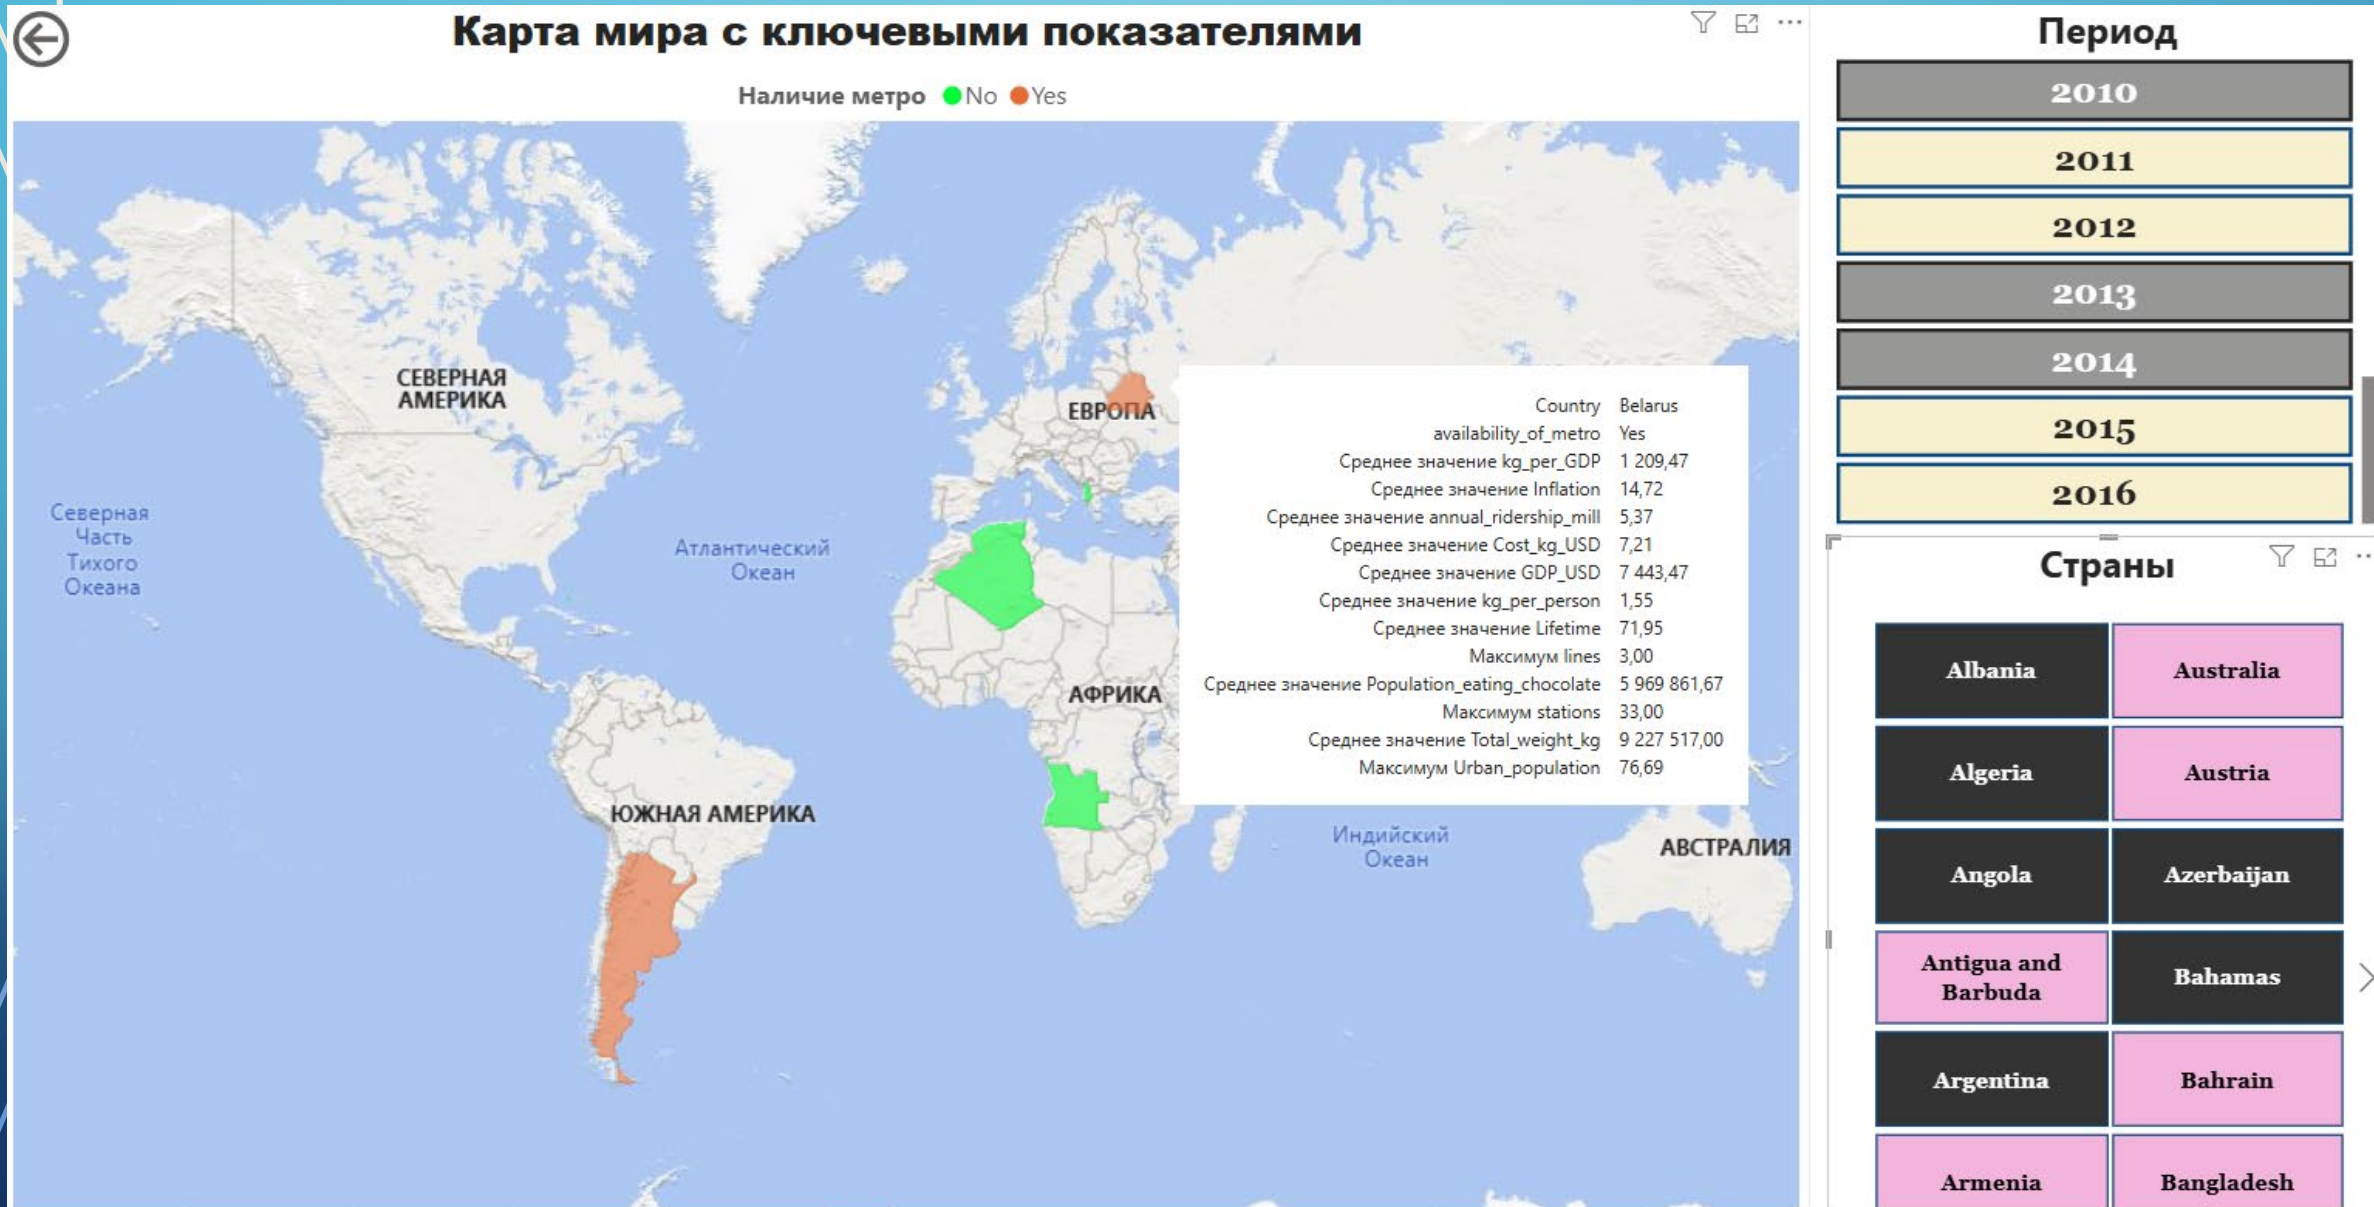 Карта мира с ключевыми показателями
Наличие метро No Yes
СЕВЕРНАЯ
АМЕРИКА
ЕВРОПА
Северная
Часть
Тихого
Океана
Атлантический
Океан
АФРИКА
ЮЖНАЯ АМЕРИКА
Индийский
Океан
АВСТРАЛИЯ
Country Belarus
availability_of_metro Yes
Среднее значение kg_per_GDP 1 209,47
Среднее значение Inflation 14,72
Среднее значение annual_ridership_mill 5,37
Среднее значение Cost_kg_USD 7,21
Среднее значение GDP_USD 7 443,47
Среднее значение kg_per_person 1,55
Среднее значение Lifetime 71,95
Максимум lines 3,00
Среднее значение Population_eating_chocolate 5 969 861,67
Максимум stations 33,00
Среднее значение Total_weight_kg 9 227 517,00
Максимум Urban_population 76,69
Период
2010
2011
2012
2013
2014
2015
2016
Страны
Albania Australia
Algeria Austria
Angola Azerbaijan
Antigua and
Barbuda
Bahamas
Argentina Bahrain
Armenia Bangladesh